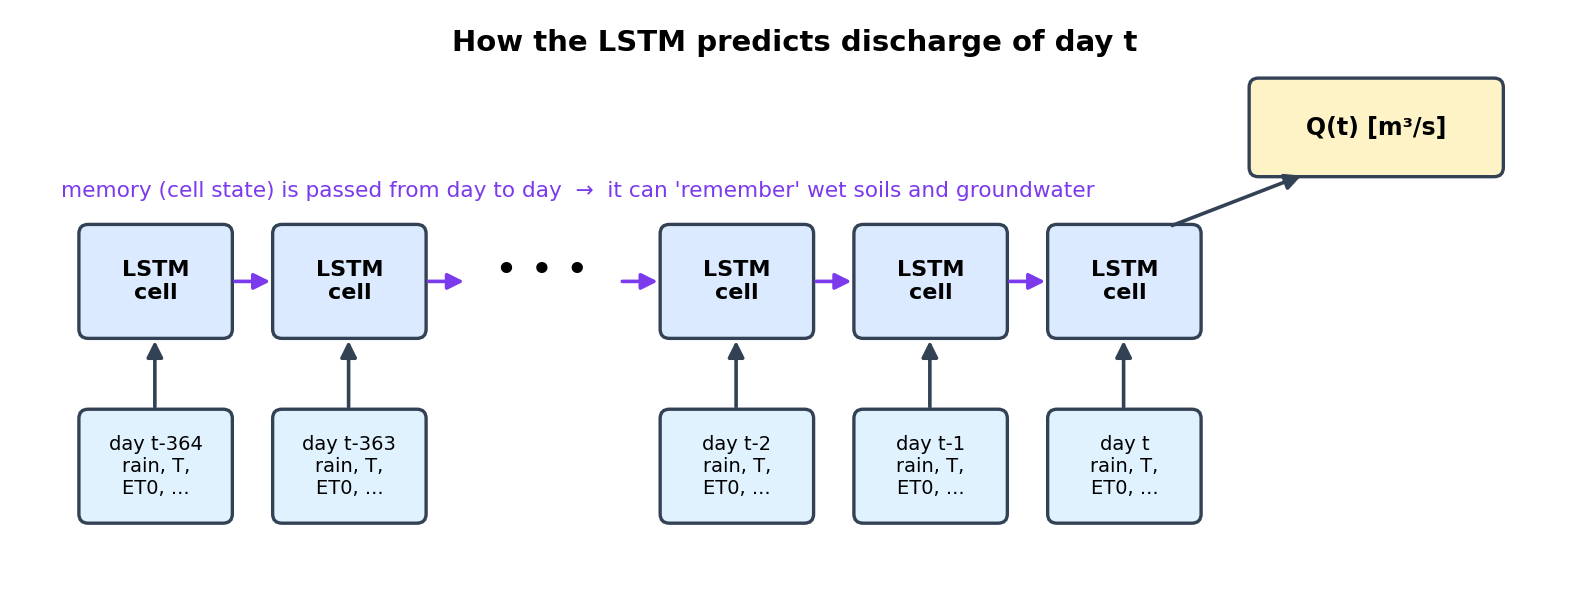 How the LSTM predicts discharge of day t
Q(t) [m³/s]
memory (cell state) is passed from day to day → it can 'remember' wet soils and groundwater
LSTM
cell
LSTM
cell
• • •
LSTM
cell
LSTM
cell
LSTM
cell
day t-364
rain, T,
ET0, ...
day t-363
rain, T,
ET0, ...
day t-2
rain, T,
ET0, ...
day t-1
rain, T,
ET0, ...
day t
rain, T,
ET0, ...